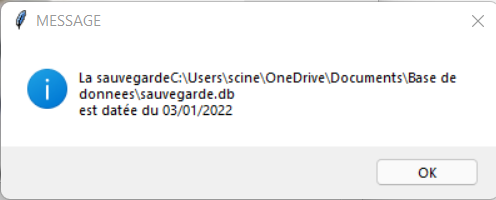 MESSAGE
La sauvegardeC:\Users\scine\OneDrive\Documents\Base de
donnees\sauvegarde.db
est datée du 03/01/2022
OK